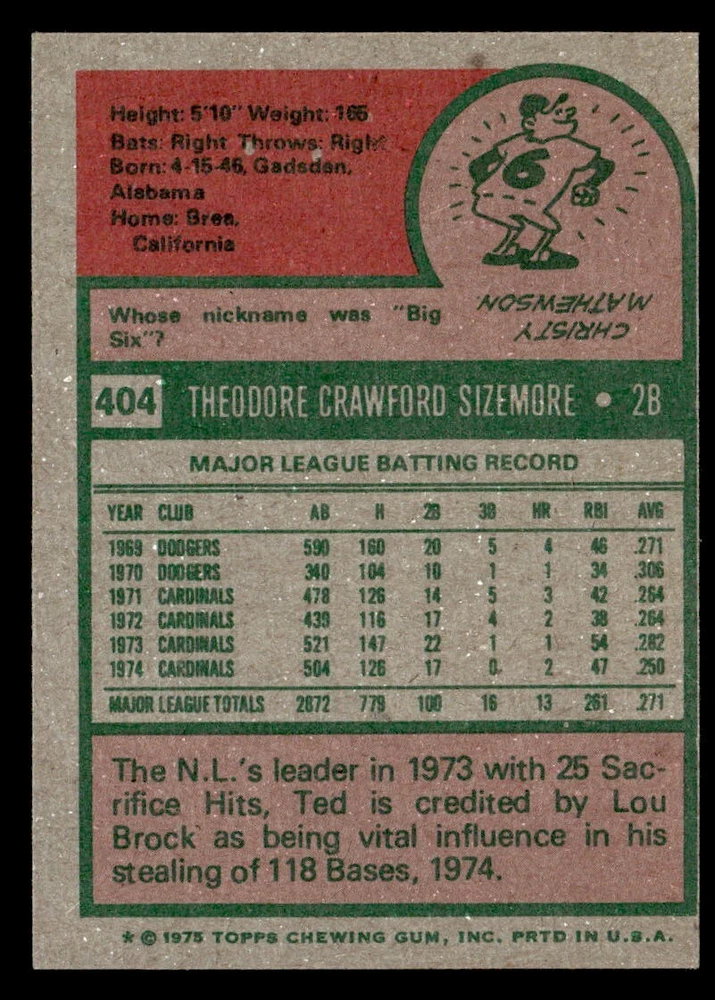 Height: 5'10" Weight: 165
Bats: Right Throws: Right
Born: 4-15-46, Gadsden,
Alabama
Home: Brea,
California
6
CHRISTY
MATHEWSON
Whose nickname was "Big
Six"?
404 THEODORE CRAWFORD SIZEMORE • 2B
MAJOR LEAGUE BATTING RECORD
YEAR CLUB AB H 2B 3B HR RBI AVG
1969 DODGERS 590 160 20 5 4 46 .271
1970 DODGERS 340 104 10 1 1 34 .306
1971 CARDINALS 478 126 14 5 3 42 .264
1972 CARDINALS 439 116 17 4 2 38 .264
1973 CARDINALS 521 147 22 1 1 54 .282
1974 CARDINALS 504 126 17 0 2 47 .250
MAJOR LEAGUE TOTALS 2872 779 100 16 13 261 .271
The N.L.'s leader in 1973 with 25 Sac-
rifice Hits, Ted is credited by Lou
Brock as being vital influence in his
stealing of 118 Bases, 1974.
* © 1975 TOPPS CHEWING GUM, INC. PRTD IN U.S.A.